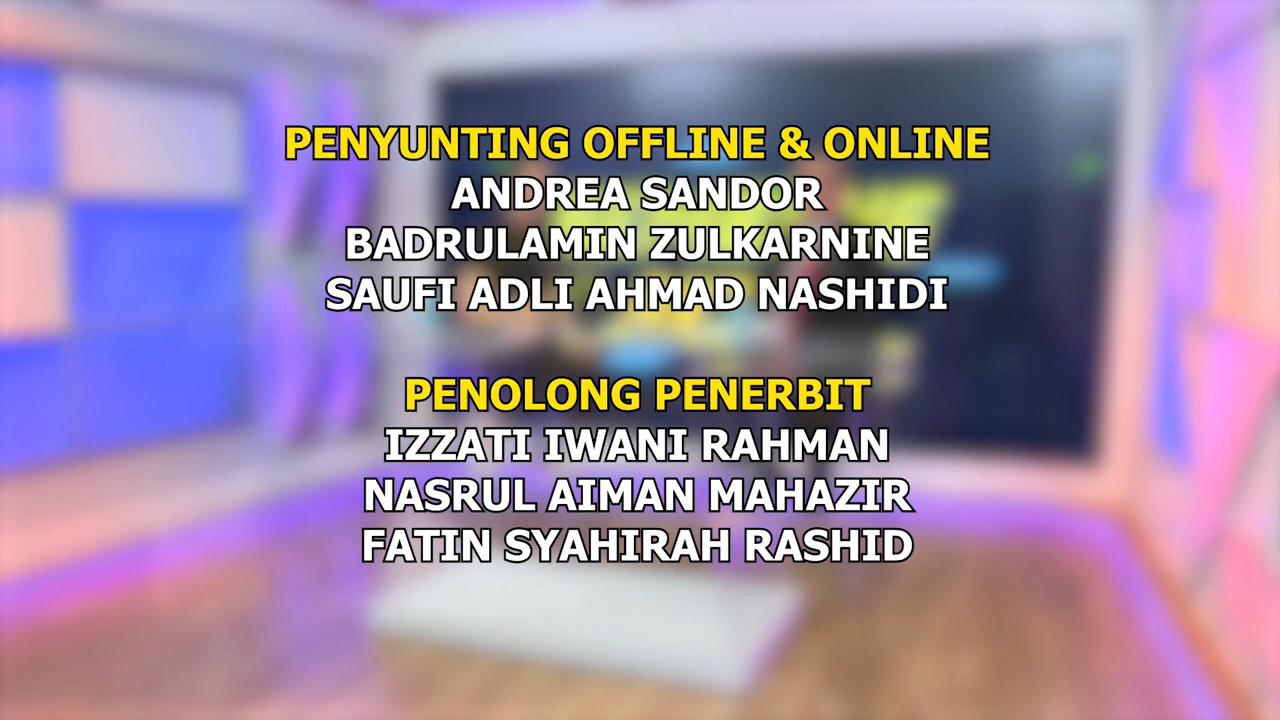 PENYUNTING OFFLINE & ONLINE
ANDREA SANDOR
BADRULAMIN ZULKARNINE
SAUFI ADLI AHMAD NASHIDI
PENOLONG PENERBIT
IZZATI IWANI RAHMAN
NASRUL AIMAN MAHAZIR
FATIN SYAHIRAH RASHID